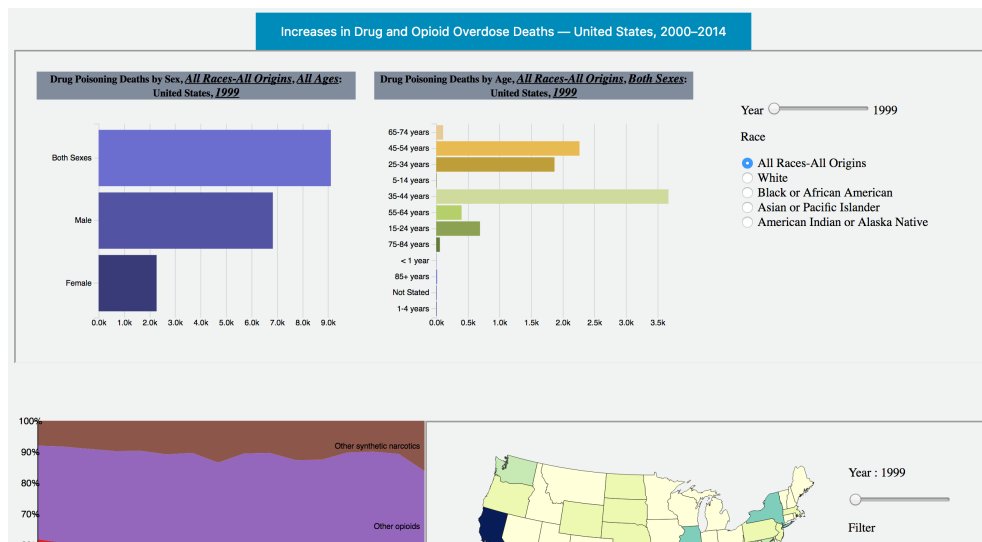 Increases in Drug and Opioid Overdose Deaths — United States, 2000–2014
Drug Poisoning Deaths by Sex, All Races-All Origins, All Ages:
United States, 1999
Both Sexes
Male
Female
0.0k 1.0k 2.0k 3.0k 4.0k 5.0k 6.0k 7.0k 8.0k 9.0k
Drug Poisoning Deaths by Age, All Races-All Origins, Both Sexes:
United States, 1999
65-74 years
45-54 years
25-34 years
5-14 years
35-44 years
55-64 years
15-24 years
75-84 years
< 1 year
85+ years
Not Stated
1-4 years
0.0k 0.5k 1.0k 1.5k 2.0k 2.5k 3.0k 3.5k
Year 1999
Race
All Races-All Origins
White
Black or African American
Asian or Pacific Islander
American Indian or Alaska Native
100%
90%
80%
70%
Other synthetic narcotics
Other opioids
Year : 1999
Filter